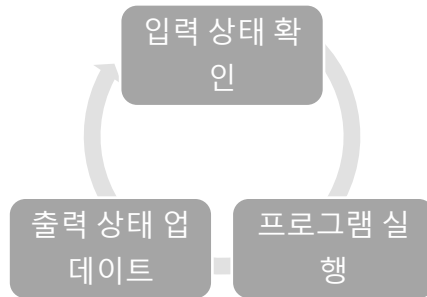 입력 상태 확
인
출력 상태 업
데이트
프로그램 실
행